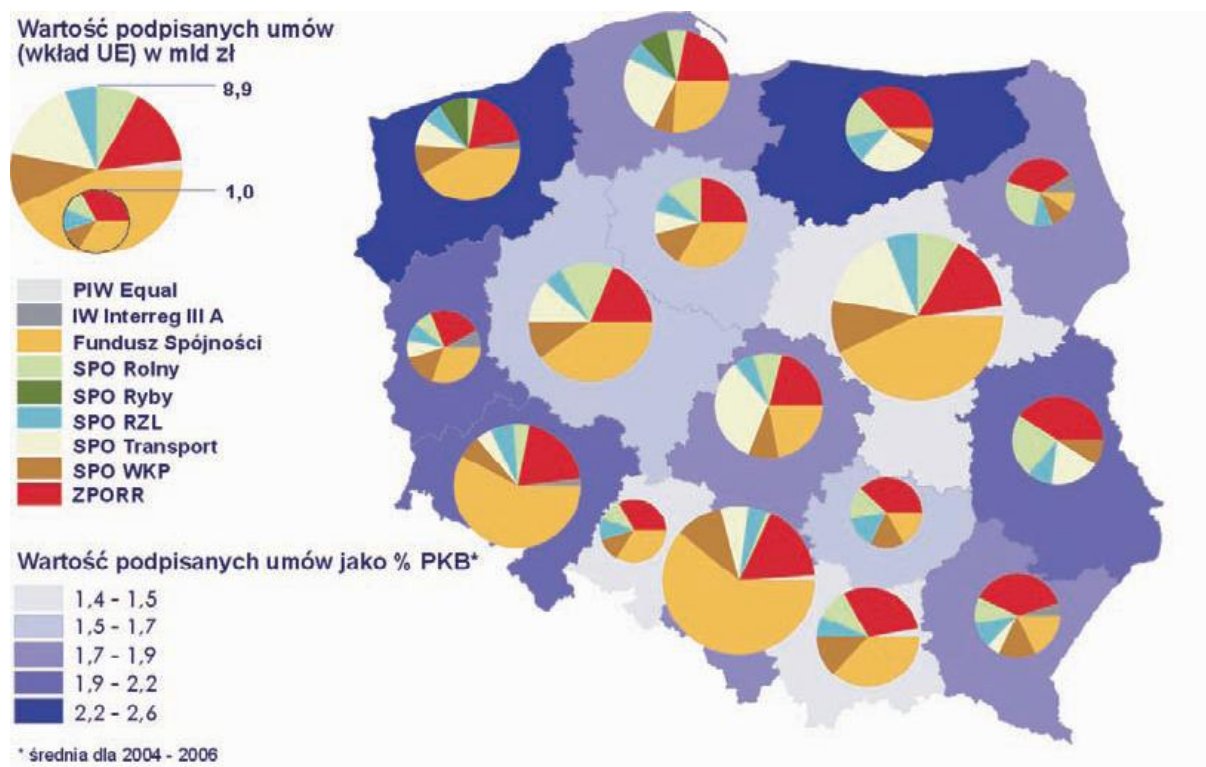 Wartość podpisanych umów
(wkład UE) w mld zł
8,9
1,0
PIW Equal
IW Interreg III A
Fundusz Spójności
SPO Rolny
SPO Ryby
SPO RZL
SPO Transport
SPO WKP
ZPORR
Wartość podpisanych umów jako % PKB*
1,4 - 1,5
1,5 - 1,7
1,7 - 1,9
1,9 - 2,2
2,2 - 2,6
* średnia dla 2004 - 2006